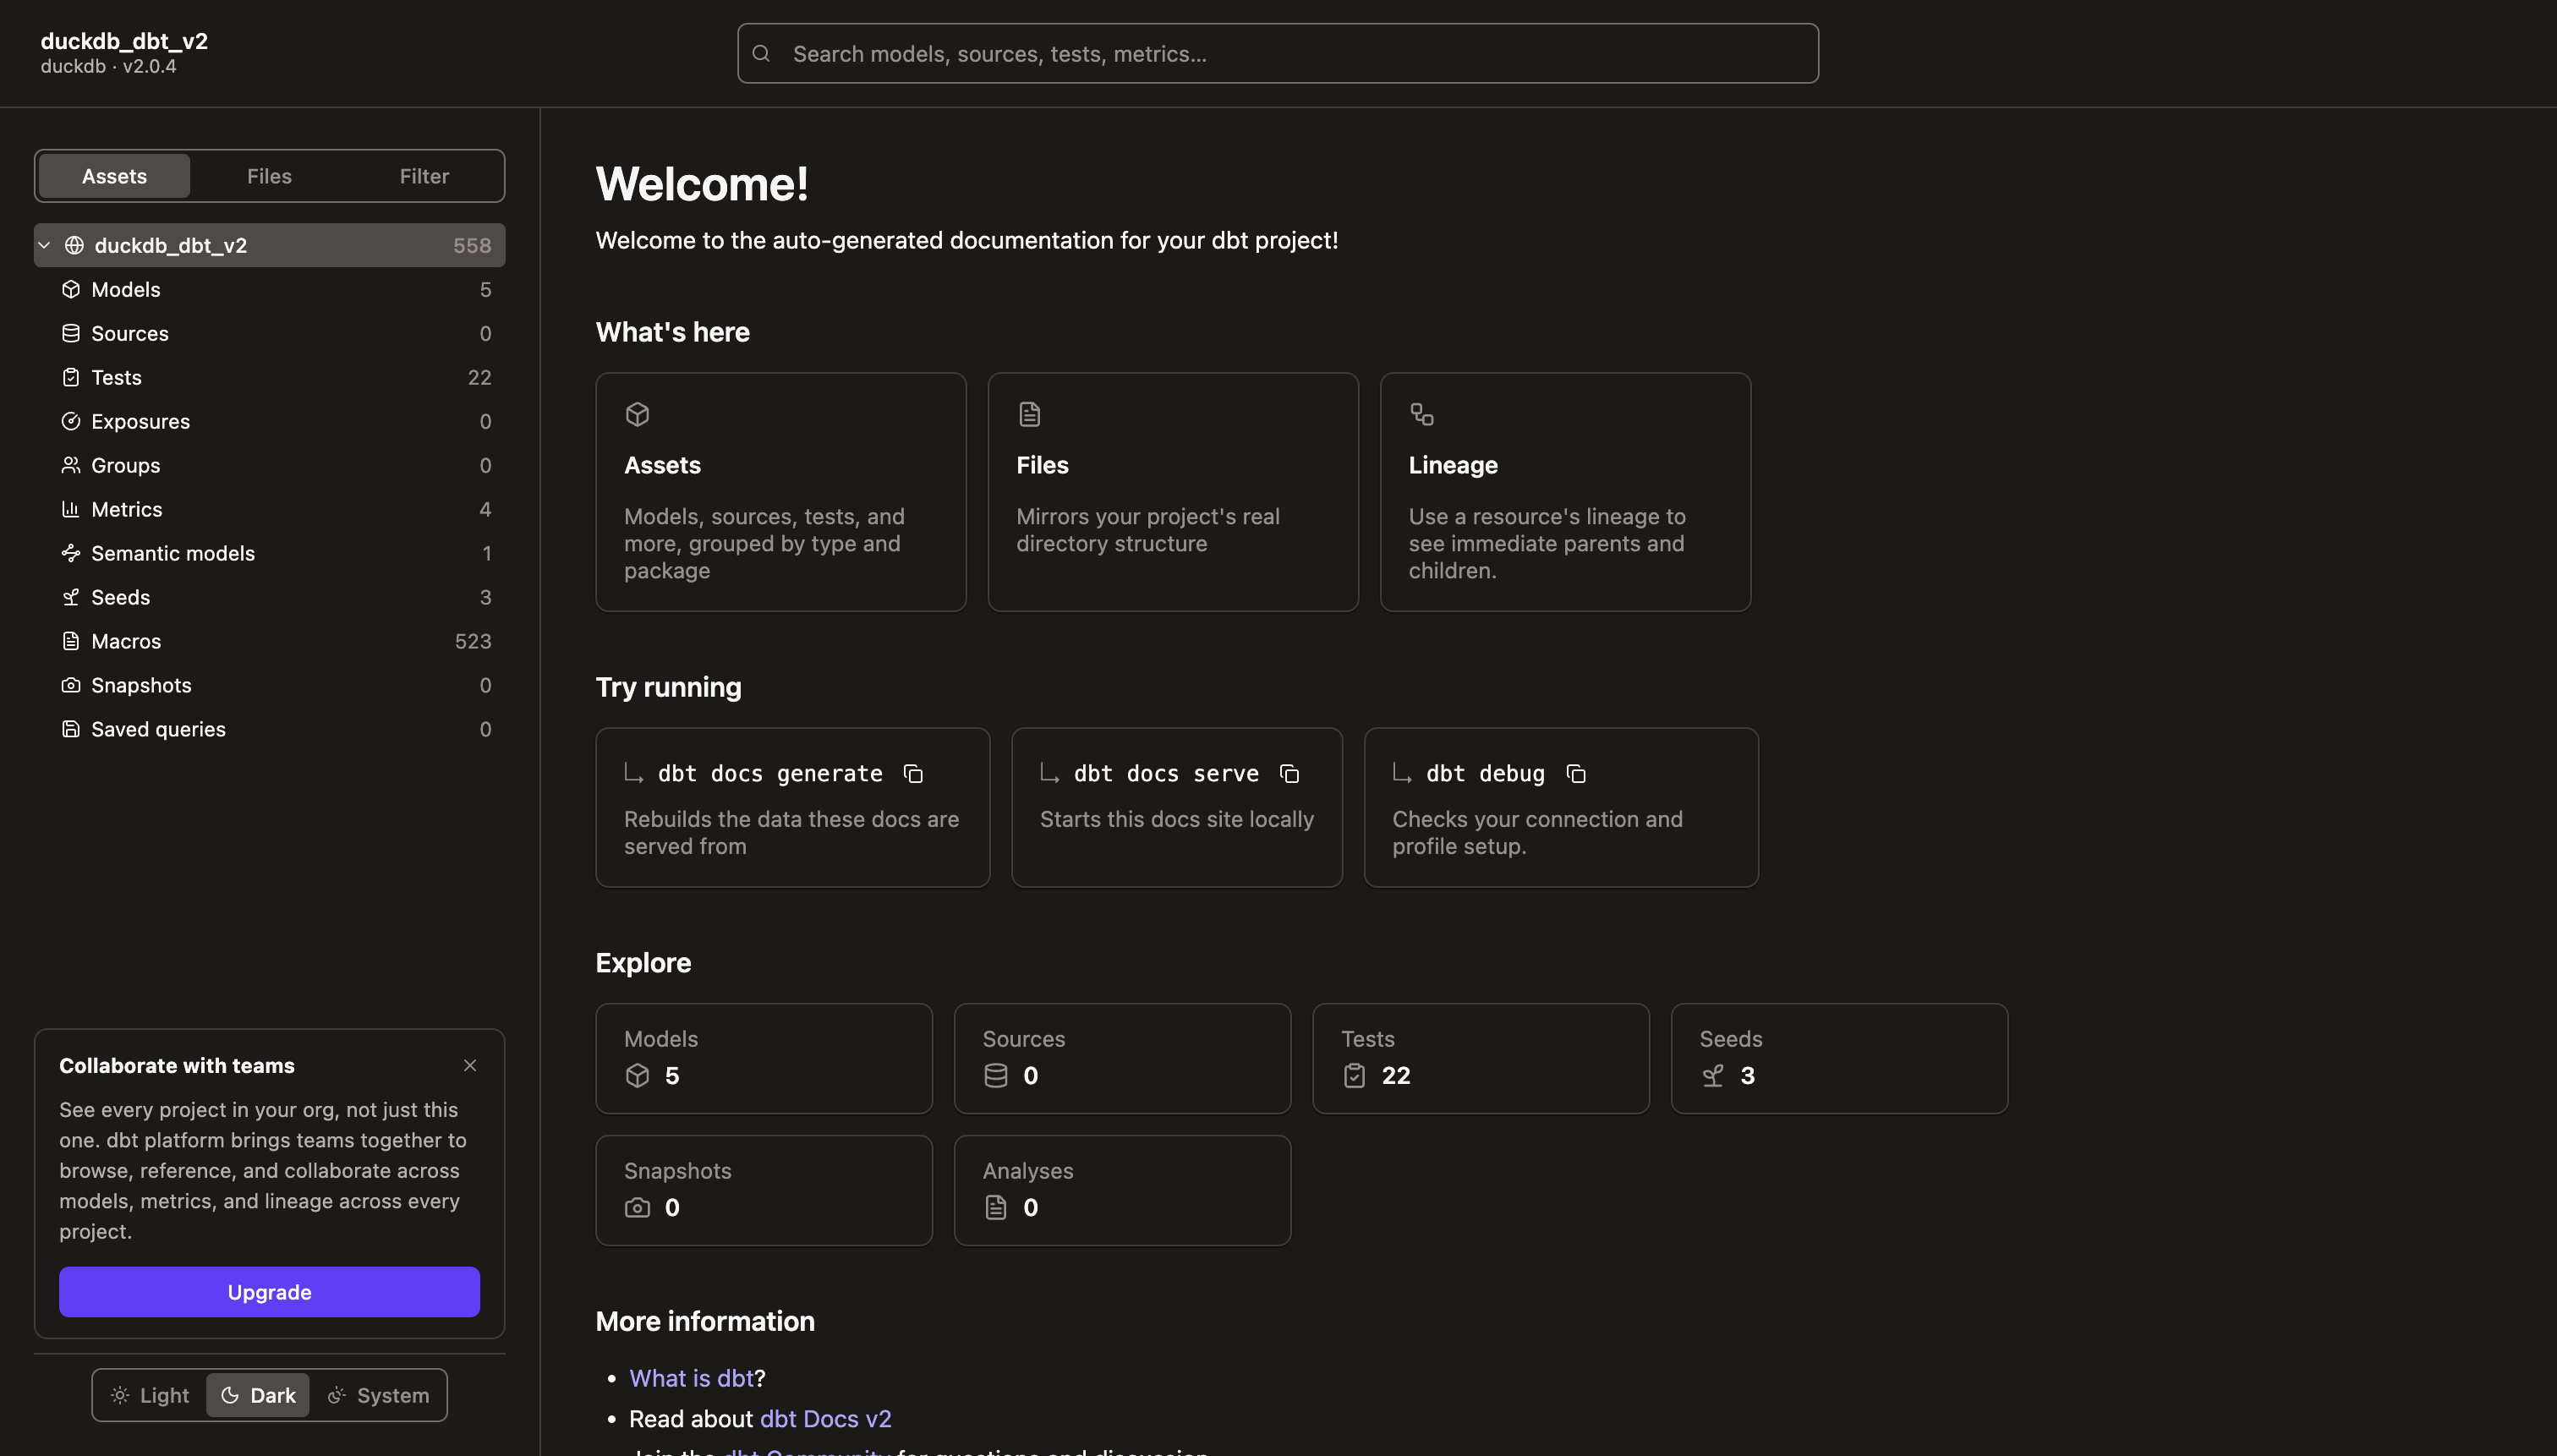 duckdb_dbt_v2
duckdb · v2.0.4
Search models, sources, tests, metrics...
Assets
Files
Filter
duckdb_dbt_v2
558
Models
5
Sources
0
Tests
22
Exposures
0
Groups
0
Metrics
4
Semantic models
1
Seeds
3
Macros
523
Snapshots
0
Saved queries
0
Collaborate with teams
See every project in your org, not just this
one. dbt platform brings teams together to
browse, reference, and collaborate across
models, metrics, and lineage across every
project.
Upgrade
Light
Dark
System
Welcome!
Welcome to the auto-generated documentation for your dbt project!
What's here
Assets
Models, sources, tests, and
more, grouped by type and
package
Files
Mirrors your project's real
directory structure
Lineage
Use a resource's lineage to
see immediate parents and
children.
Try running
dbt docs generate
Rebuilds the data these docs are
served from
dbt docs serve
Starts this docs site locally
dbt debug
Checks your connection and
profile setup.
Explore
Models
5
Sources
0
Tests
22
Seeds
3
Snapshots
0
Analyses
0
More information
• What is dbt?
• Read about dbt Docs v2
Join the dbt Community for questions and discussion